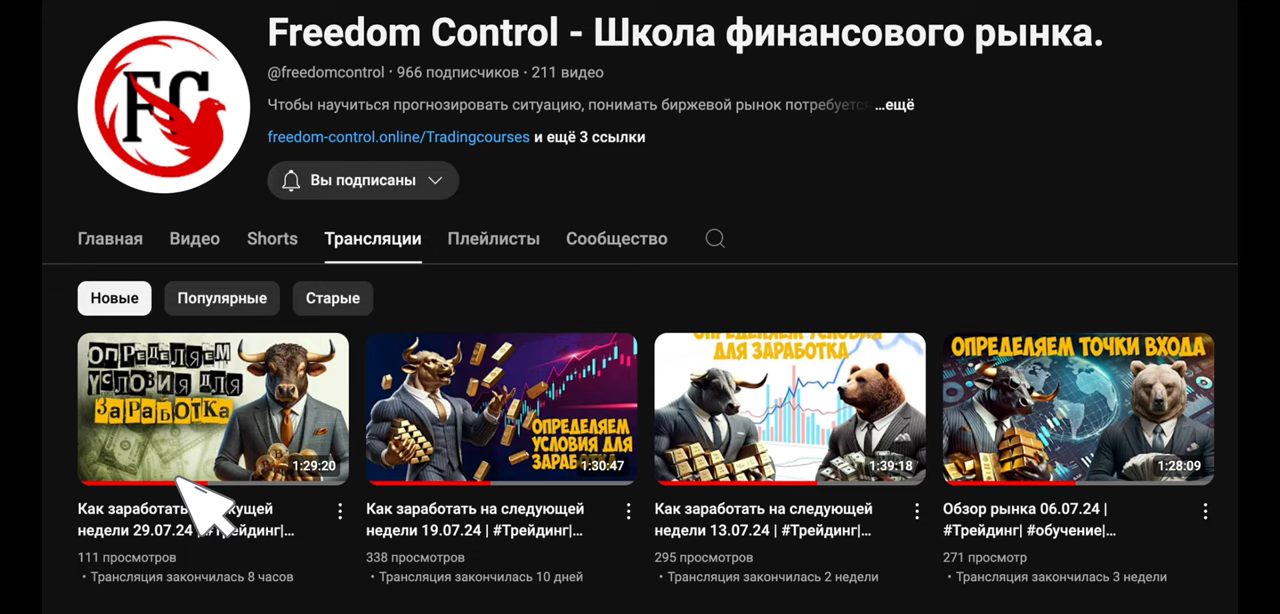 FC
Freedom Control - Школа финансового рынка.
@freedomcontrol · 966 подписчиков · 211 видео
Чтобы научиться прогнозировать ситуацию, понимать биржевой рынок потребуется ...ещё
freedom-control.online/Tradingcourses и ещё 3 ссылки
Вы подписаны
Главная Видео Shorts Трансляции Плейлисты Сообщество
Новые Популярные Старые
ОПРЕДЕЛЯЕМ
УСЛОВИЯ ДЛЯ
ЗАРАБОТКА
1:29:20
Как заработать
недели 29.07.24
111 просмотров
• Трансляция закончилась 8 часов
ОПРЕДЕЛЯЕМ
УСЛОВИЯ ДЛЯ
1:30:47
Как заработать на следующей
недели 19.07.24 | #Трейдинг|...
338 просмотров
• Трансляция закончилась 10 дней
ОПРЕДЕЛЯЕМ УСЛОВИЯ
ДЛЯ ЗАРАБОТКА
1:39:18
Как заработать на следующей
недели 13.07.24 | #Трейдинг|...
295 просмотров
• Трансляция закончилась 2 недели
ОПРЕДЕЛЯЕМ ТОЧКИ ВХОДА
1:28:09
Обзор рынка 06.07.24 |
#Трейдинг| #обучение|...
271 просмотр
• Трансляция закончилась 3 недели